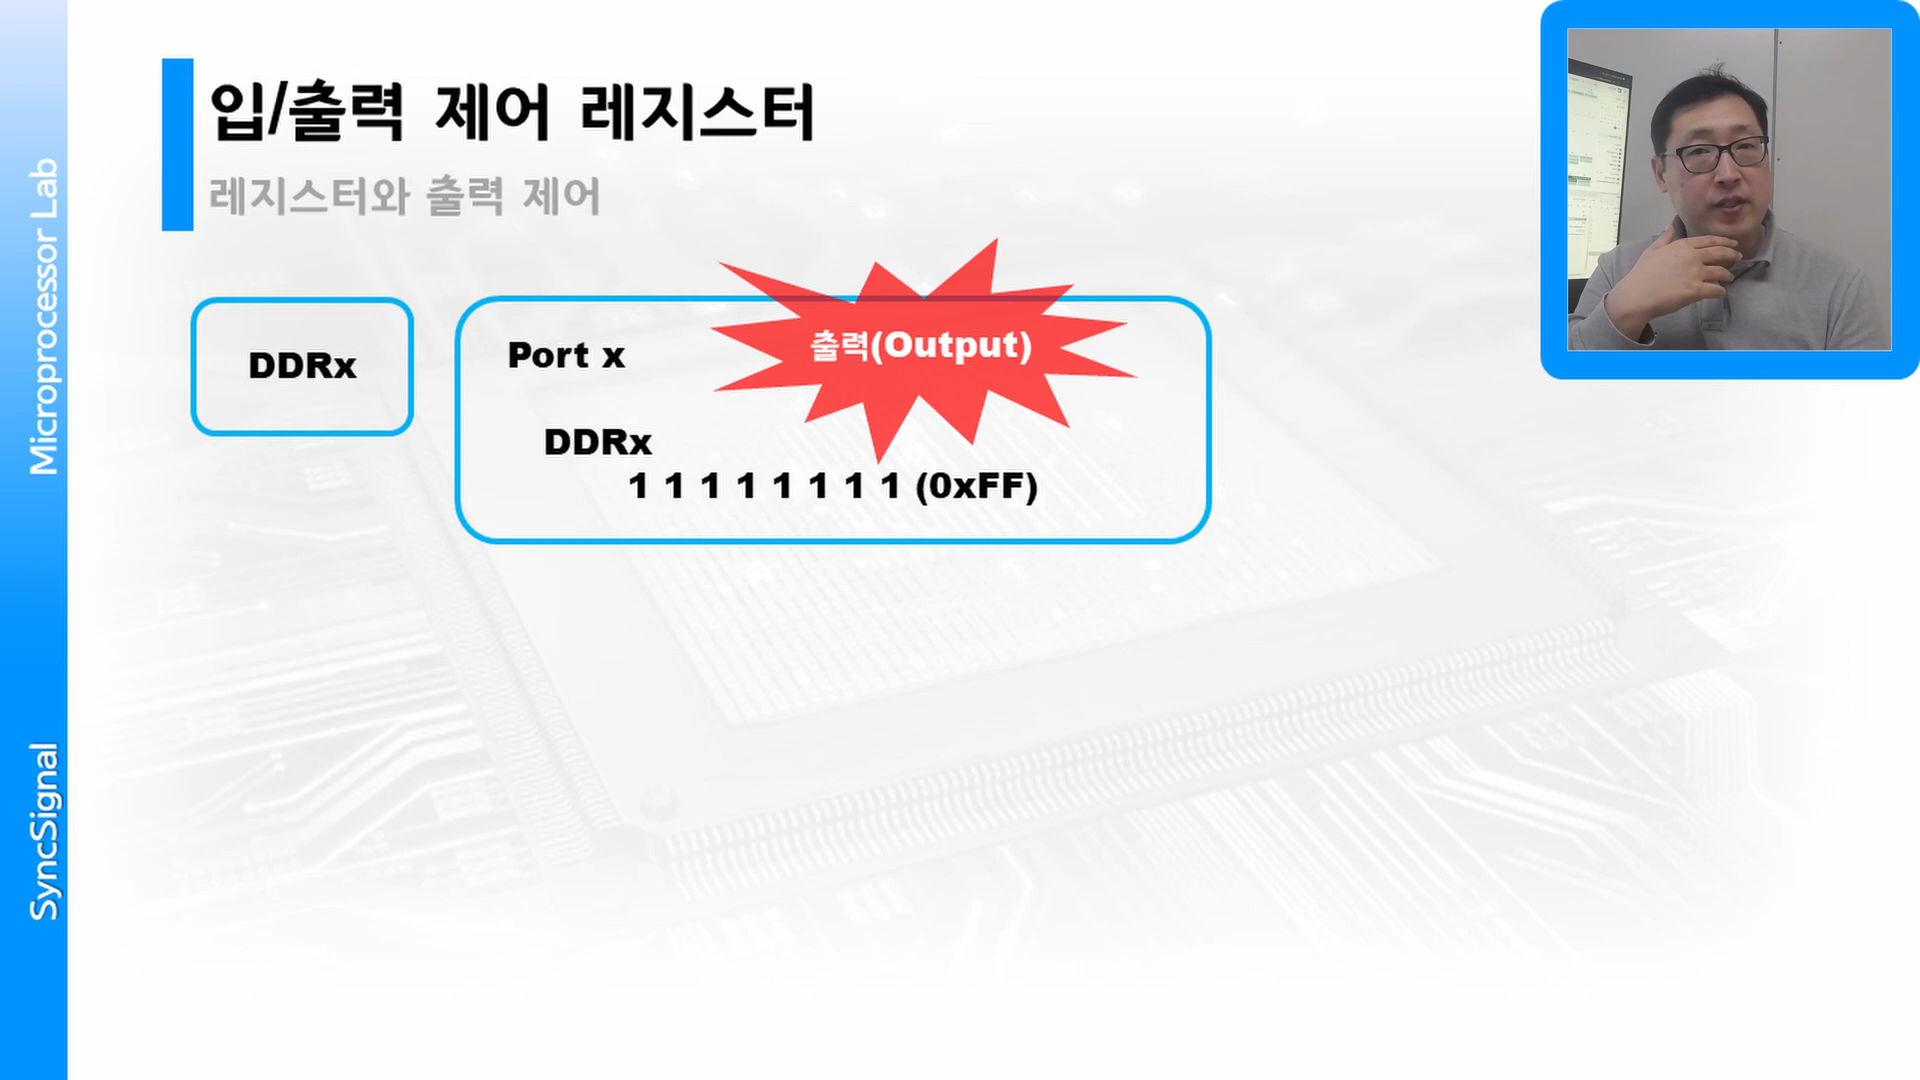 입/출력 제어 레지스터
레지스터와 출력 제어
DDRx
Port x
출력(Output)
DDRx
1 1 1 1 1 1 1 1 (0xFF)
Microprocessor Lab
SyncSignal